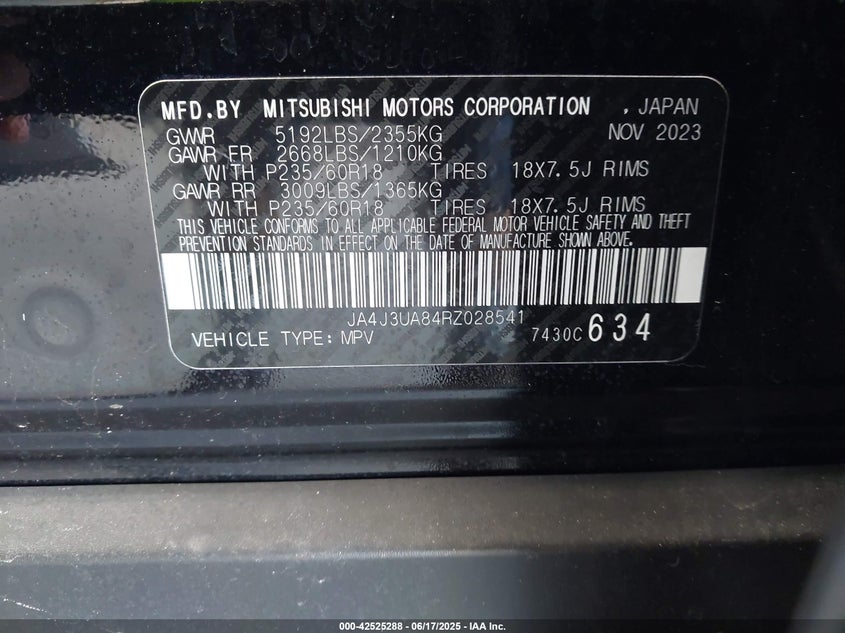 MFD.BY MITSUBISHI MOTORS CORPORATION , JAPAN
GVWR 5192LBS/2355KG NOV 2023
GAWR FR 2668LBS/1210KG
WITH P235/60R18 TIRES 18X7.5J RIMS
GAWR RR 3009LBS/1365KG
WITH P235/60R18 TIRES 18X7.5J RIMS
THIS VEHICLE CONFORMS TO ALL APPLICABLE FEDERAL MOTOR VEHICLE SAFETY AND THEFT
PREVENTION STANDARDS IN EFFECT ON THE DATE OF MANUFACTURE SHOWN ABOVE.
JA4J3UA84RZ028541
VEHICLE TYPE: MPV 7430C 634
000-42525288 - 06/17/2025 - IAA Inc.